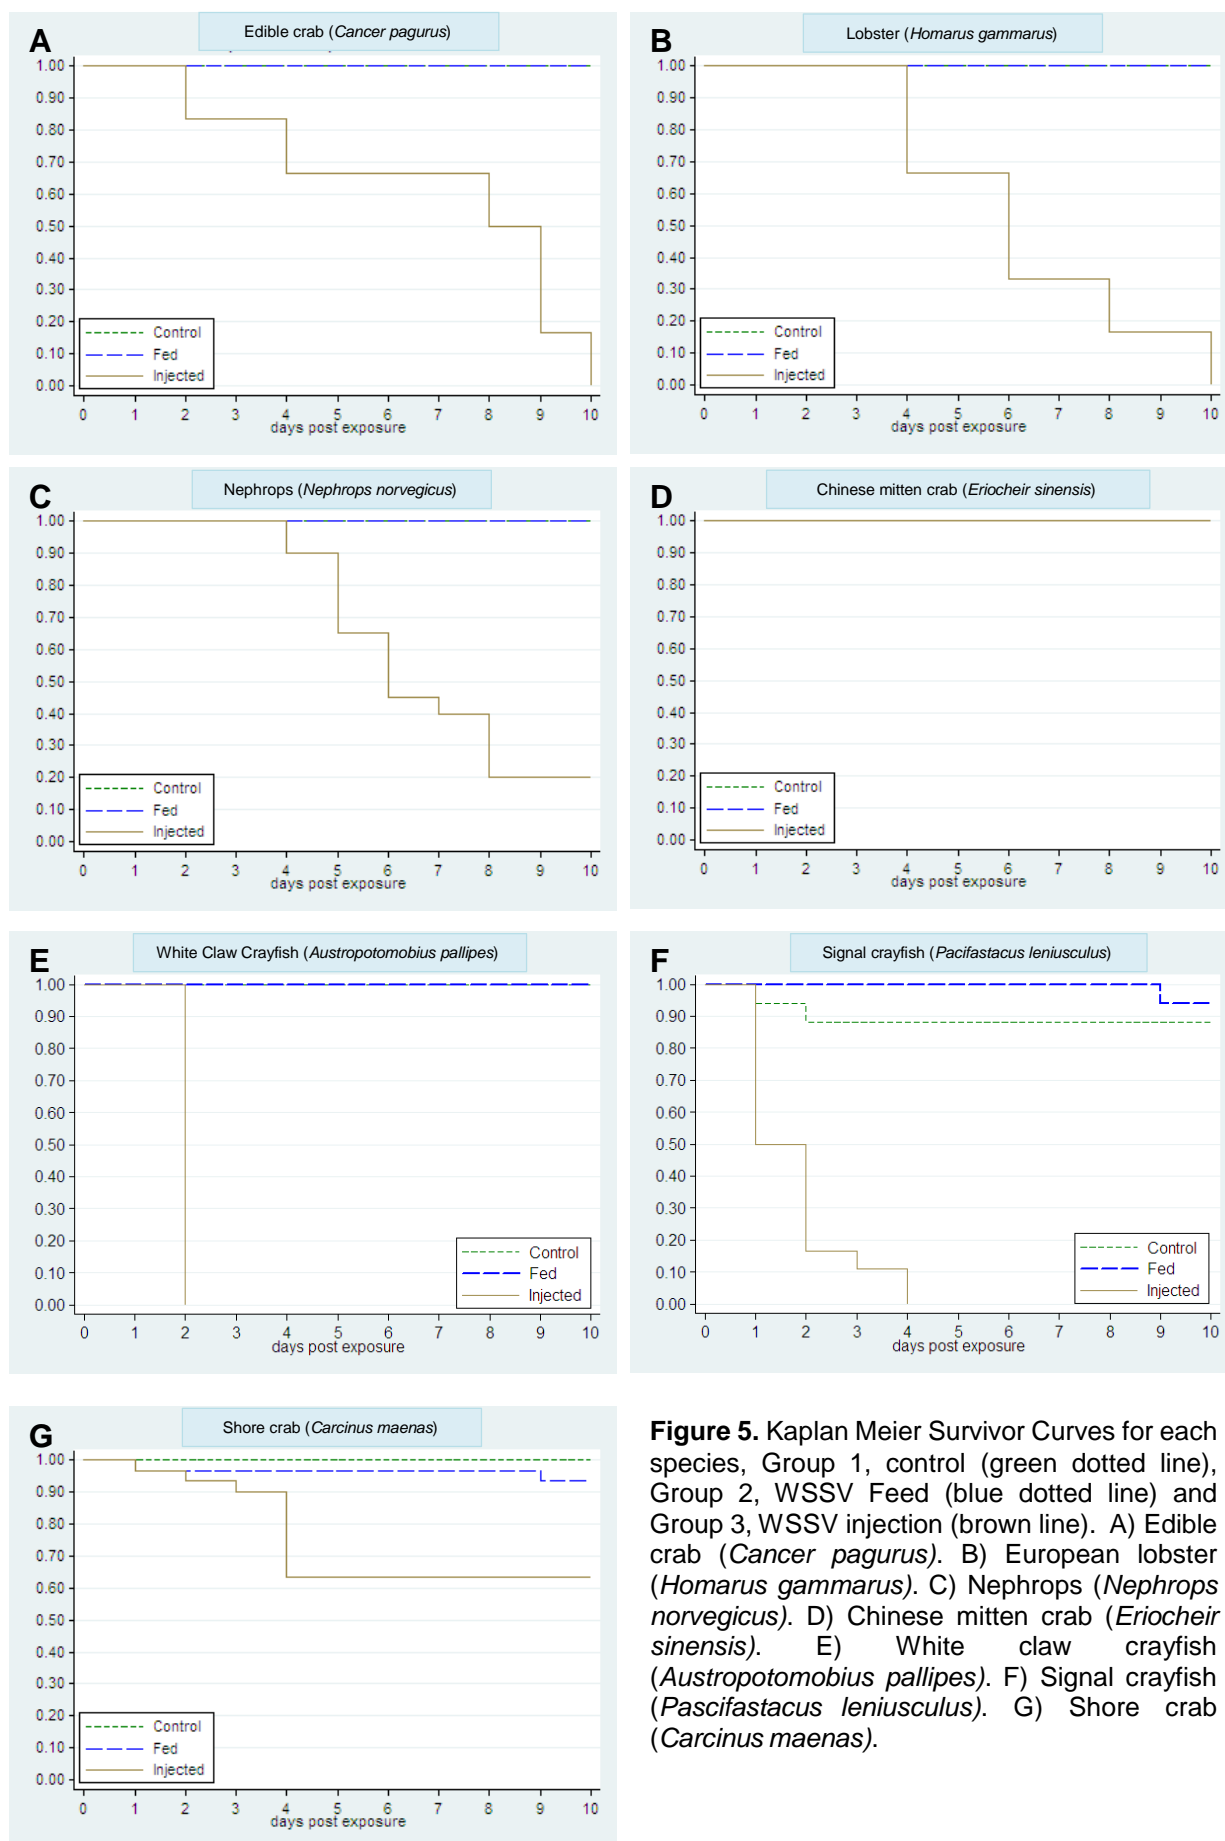 A
Edible crab (Cancer pagurus)
1.00
0.90
0.80
0.70
0.60
0.50
0.40
0.30
0.20
0.10
0.00
Control
Fed
Injected
0 1 2 3 4 5 6 7 8 9 10
days post exposure
B
Lobster (Homarus gammarus)
1.00
0.90
0.80
0.70
0.60
0.50
0.40
0.30
0.20
0.10
0.00
Control
Fed
Injected
0 1 2 3 4 5 6 7 8 9 10
days post exposure
C
Nephrops (Nephrops norvegicus)
1.00
0.90
0.80
0.70
0.60
0.50
0.40
0.30
0.20
0.10
0.00
Control
Fed
Injected
0 1 2 3 4 5 6 7 8 9 10
days post exposure
D
Chinese mitten crab (Eriocheir sinensis)
1.00
0.90
0.80
0.70
0.60
0.50
0.40
0.30
0.20
0.10
0.00
Control
Fed
Injected
0 1 2 3 4 5 6 7 8 9 10
days post exposure
E
White Claw Crayfish (Austropotomobius pallipes)
1.00
0.90
0.80
0.70
0.60
0.50
0.40
0.30
0.20
0.10
0.00
Control
Fed
Injected
0 1 2 3 4 5 6 7 8 9 10
days post exposure
F
Signal crayfish (Pacifastacus leniusculus)
1.00
0.90
0.80
0.70
0.60
0.50
0.40
0.30
0.20
0.10
0.00
Control
Fed
Injected
0 1 2 3 4 5 6 7 8 9 10
days post exposure
G
Shore crab (Carcinus maenas)
1.00
0.90
0.80
0.70
0.60
0.50
0.40
0.30
0.20
0.10
0.00
Control
Fed
Injected
0 1 2 3 4 5 6 7 8 9 10
days post exposure
Figure 5. Kaplan Meier Survivor Curves for each
species, Group 1, control (green dotted line),
Group 2, WSSV Feed (blue dotted line) and
Group 3, WSSV injection (brown line). A) Edible
crab (Cancer pagurus). B) European lobster
(Homarus gammarus). C) Nephrops (Nephrops
norvegicus). D) Chinese mitten crab (Eriocheir
sinensis). E) White claw crayfish
(Austropotomobius pallipes). F) Signal crayfish
(Pascifastacus leniusculus). G) Shore crab
(Carcinus maenas).